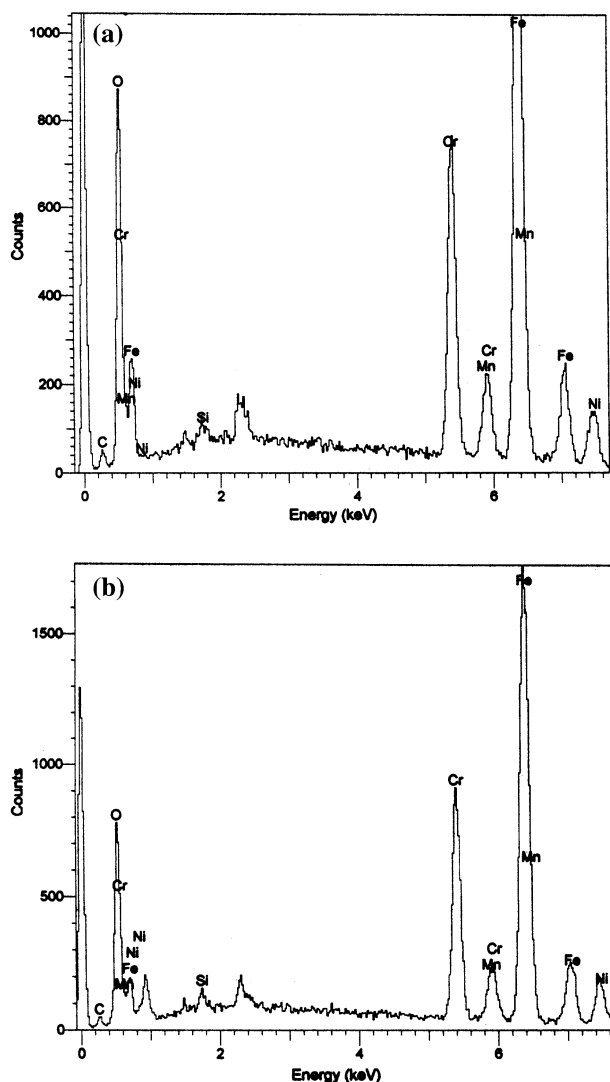 (a)
1000
Fe
O
800
Cr
Counts
600
Cr
Mn
400
Fe
Cr
Mn
Fe
200
Ni
Mn
Si
Ni
C
Ni
0
0 2 4 6
Energy (keV)
(b)
Fe
1500
Counts
1000
Cr
O
Mn
Cr
500
Ni
Ni
Cr
Fe
Mn
Fe
Mn
Si
Ni
C
0
0 2 4 6
Energy (keV)